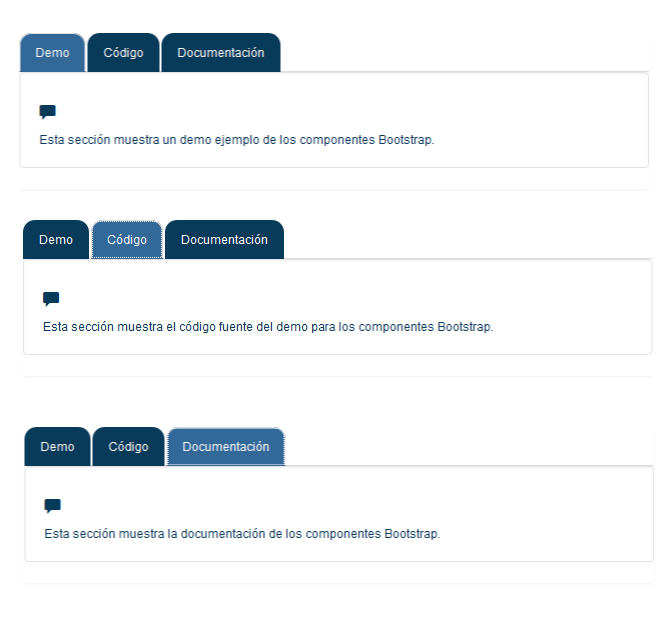 Demo Código Documentación
Esta sección muestra un demo ejemplo de los componentes Bootstrap.
Demo Código Documentación
Esta sección muestra el código fuente del demo para los componentes Bootstrap.
Demo Código Documentación
Esta sección muestra la documentación de los componentes Bootstrap.